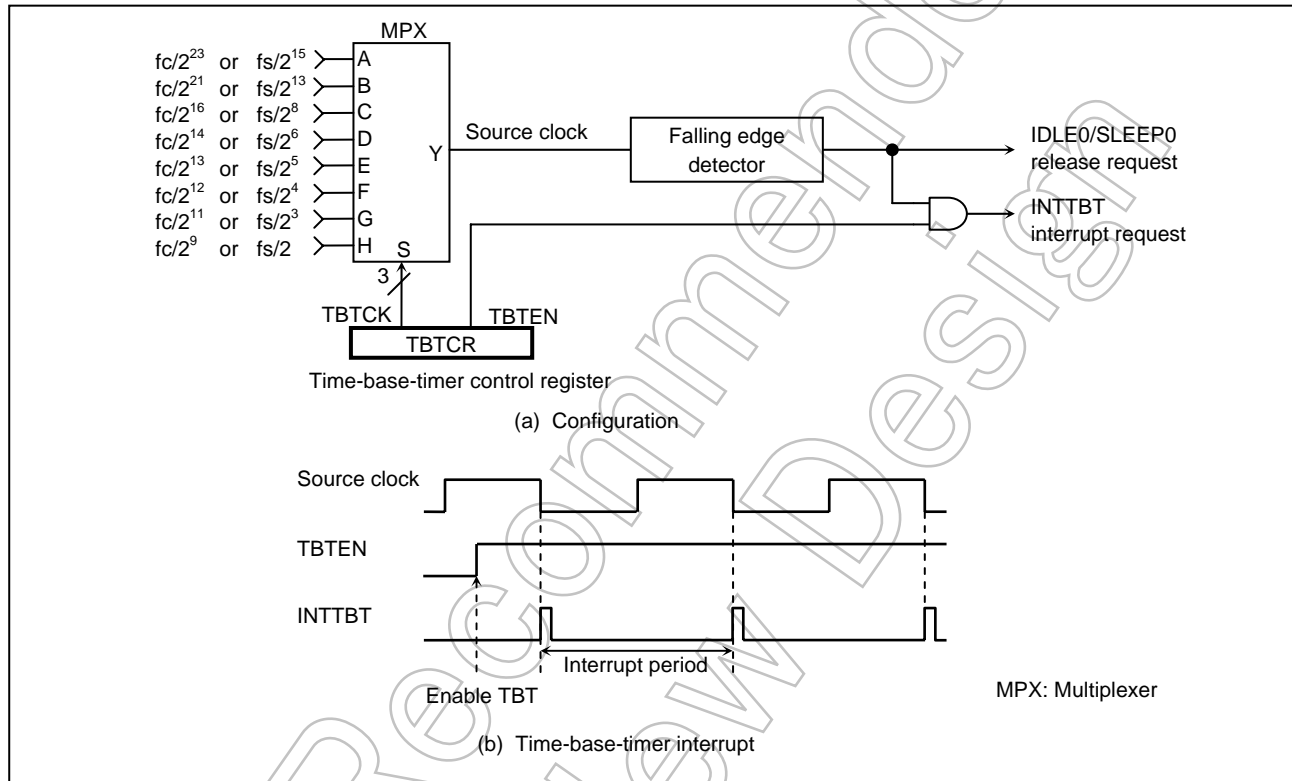 MPX
fc/2^23 or fs/2^15 A
fc/2^21 or fs/2^13 B
fc/2^16 or fs/2^8 C
fc/2^14 or fs/2^6 D
fc/2^13 or fs/2^5 E
fc/2^12 or fs/2^4 F
fc/2^11 or fs/2^3 G
fc/2^9 or fs/2 H
Y
S
3
Source clock
Falling edge
detector
IDLE0/SLEEP0
release request
INTTBT
interrupt request
TBTCK
TBTEN
TBTCR
Time-base-timer control register
(a) Configuration
Source clock
TBTEN
INTTBT
Interrupt period
Enable TBT
MPX: Multiplexer
(b) Time-base-timer interrupt
Recommende
ew Design